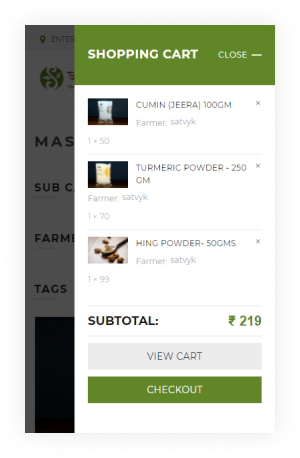 ENTER
SHOPPING CART
CLOSE
CUMIN (JEERA) 100GM ×
Farmer: satvyk
1 × 50
MAS
TURMERIC POWDER - 250 ×
GM
SUB CA
Farmer: satvyk
1 × 70
FARME
HING POWDER- 50GMS ×
Farmer: satvyk
1 × 99
TAGS
SUBTOTAL: ₹ 219
VIEW CART
CHECKOUT